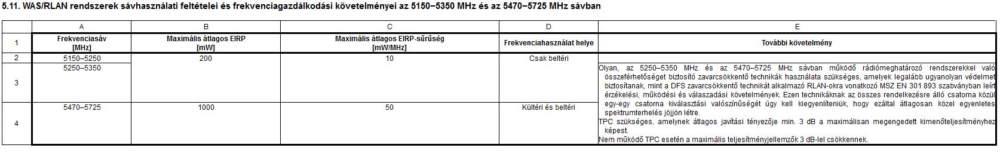 5.11. WAS/RLAN rendszerek sávhasználati feltételei és frekvenciagazdálkodási követelményei az 5150–5350 MHz és az 5470–5725 MHz sávban
A B C D E
1 Frekvenciasáv [MHz] Maximális átlagos EIRP [mW] Maximális átlagos EIRP-sűrűség [mW/MHz] Frekvenciahasználat helye További követelmény
2 5150–5250 200 10 Csak beltéri
3 5250–5350
Olyan, az 5250–5350 MHz és az 5470–5725 MHz sávban működő rádiómeghatározó rendszerekkel való
összeférhetőséget biztosító zavarcsökkentő technikák használata szükséges, amelyek legalább ugyanolyan védelmet
biztosítanak, mint a DFS zavarcsökkentő technikát alkalmazó RLAN-okra vonatkozó MSZ EN 301 893 szabványban leírt
érzékelési, működési és válaszadási követelmények. Ezen technikáknak az összes rendelkezésre álló csatorna közül
egy-egy csatorna kiválasztási valószínűségét úgy kell kiegyenlíteniük, hogy ezáltal átlagosan közel egyenletes
spektrumterhelés jöjjön létre.
TPC szükséges, amelynek átlagos javítási tényezője min. 3 dB a maximálisan megengedett kimenőteljesítményhez
képest.
Nem működő TPC esetén a maximális teljesítményjellemzők 3 dB-lel csökkennek.
4 5470–5725 1000 50 Kültéri és beltéri